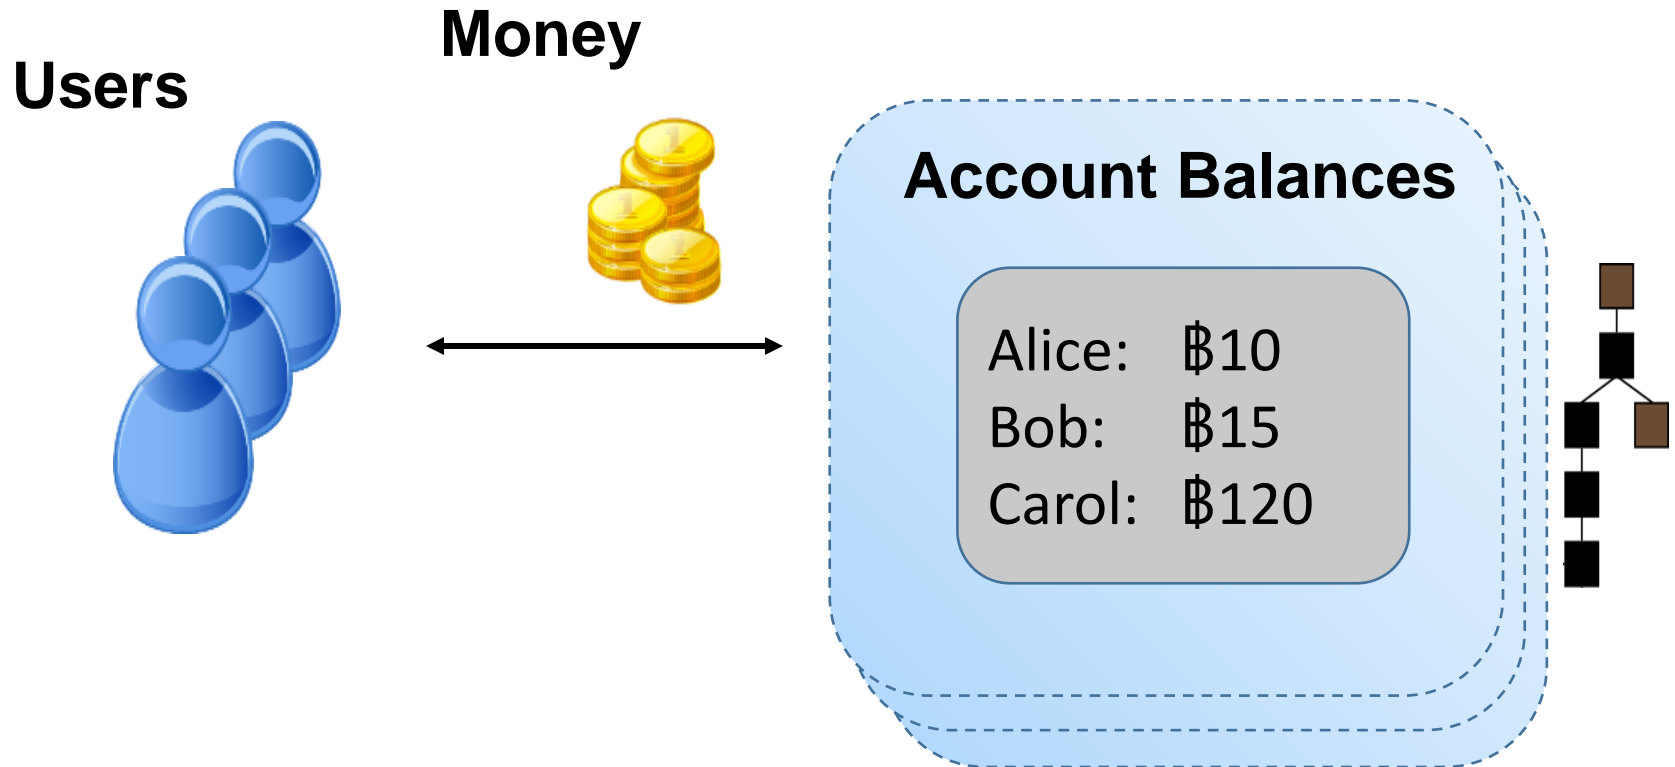 Money
Users
Account Balances
Alice: ฿10
Bob: ฿15
Carol: ฿120